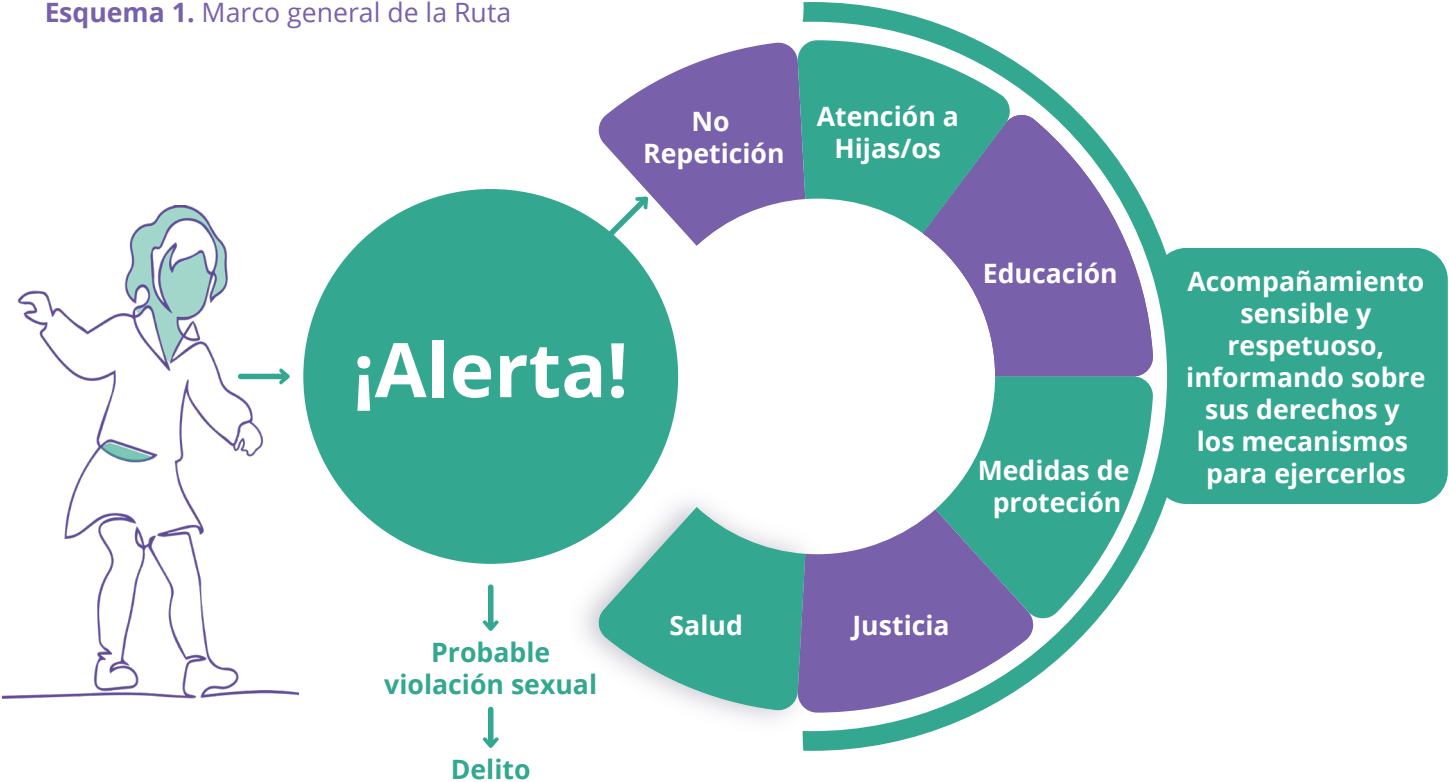 Esquema 1. Marco general de la Ruta
No
Repetición
Atención a
Hijas/os
Educación
Medidas de
proteción
Justicia
Salud
¡Alerta!
Probable
violación sexual
Delito
Acompañamiento
sensible y
respetuoso,
informando sobre
sus derechos y
los mecanismos
para ejercerlos